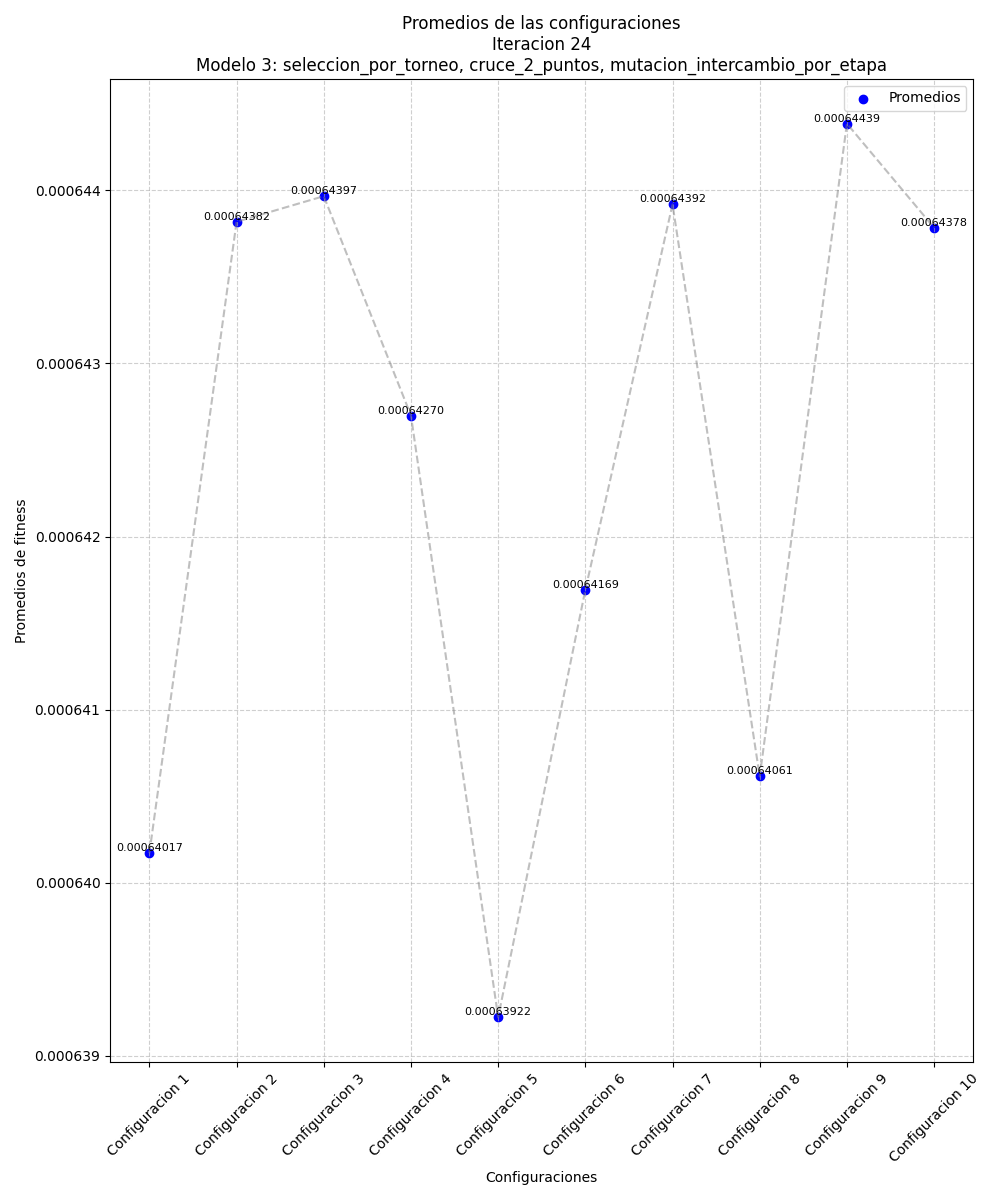 Promedios de las configuraciones
Iteracion 24
Modelo 3: seleccion_por_torneo, cruce_2_puntos, mutacion_intercambio_por_etapa
Promedios
0.00064439
0.00064397
0.00064392
0.00064382
0.00064378
0.00064270
0.00064169
0.00064061
0.00064017
0.00063922
0.000644
0.000643
0.000642
0.000641
0.000640
0.000639
Promedios de fitness
Configuracion 1
Configuracion 2
Configuracion 3
Configuracion 4
Configuracion 5
Configuracion 6
Configuracion 7
Configuracion 8
Configuracion 9
Configuracion 10
Configuraciones